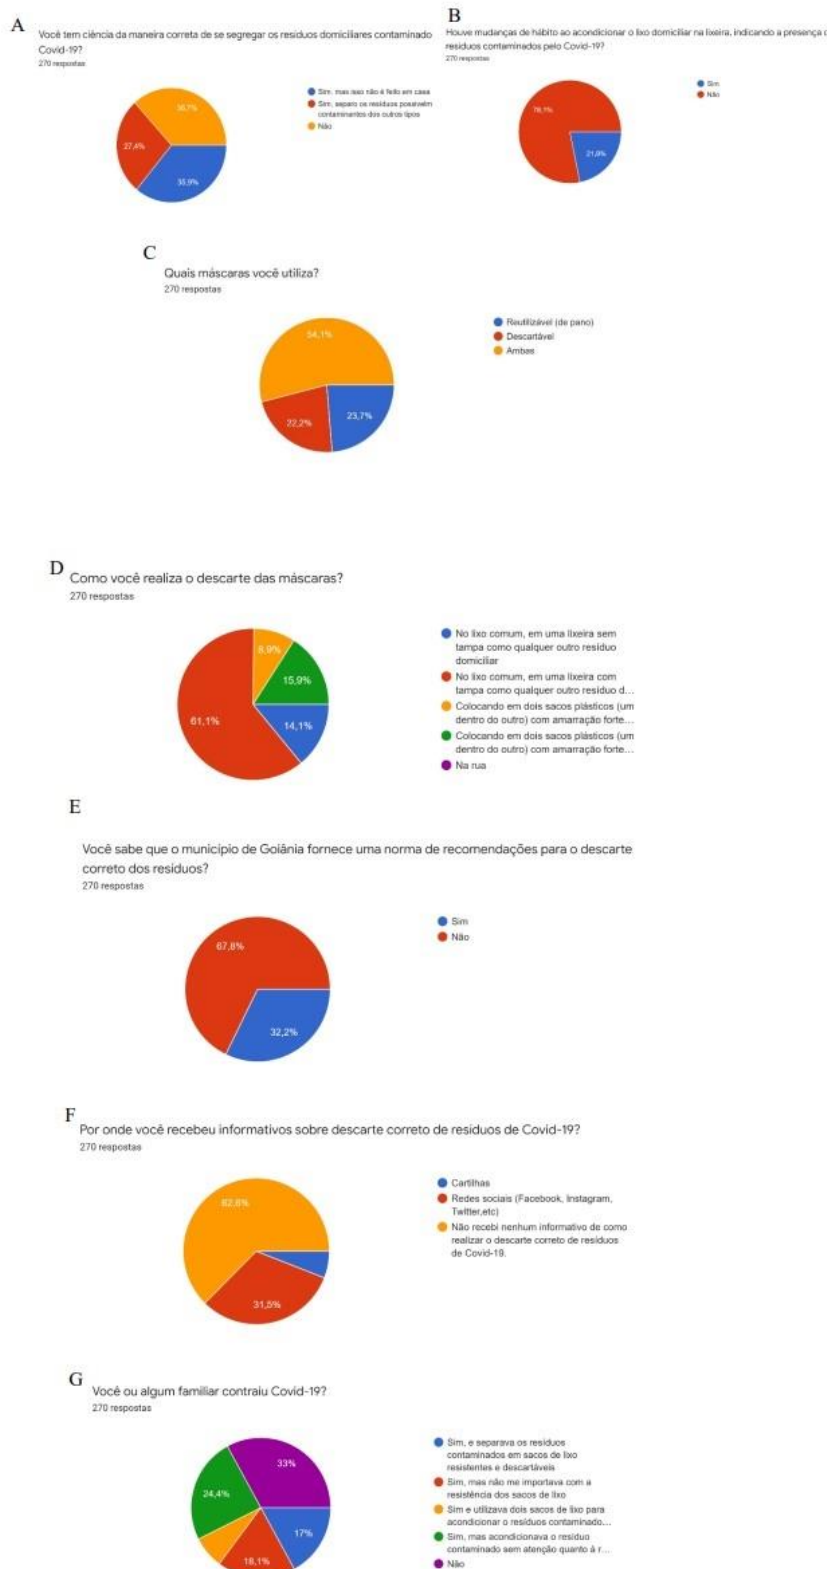 A
Você tem ciência da maneira correta de se segregar os resíduos domiciliares contaminado
Covid-19?
270 respostas
36,7%
27,4%
35,9%
Sim, mas isso não é feito em casa
Sim, separo os resíduos possívelm
contaminantes dos outros tipos
Não
B
Houve mudanças de hábito ao acondicionar o lixo domiciliar na lixeira, indicando a presença d
resíduos contaminados pelo Covid-19?
270 respostas
78,1%
21,9%
Sim
Não
C
Quais máscaras você utiliza?
270 respostas
54,1%
22,2%
23,7%
Reutilizável (de pano)
Descartável
Ambas
D
Como você realiza o descarte das máscaras?
270 respostas
8,9%
15,9%
61,1%
14,1%
No lixo comum, em uma lixeira sem
tampa como qualquer outro resíduo
domiciliar
No lixo comum, em uma lixeira com
tampa como qualquer outro resíduo d...
Colocando em dois sacos plásticos (um
dentro do outro) com amarração forte...
Colocando em dois sacos plásticos (um
dentro do outro) com amarração forte...
Na rua
E
Você sabe que o município de Goiânia fornece uma norma de recomendações para o descarte
correto dos resíduos?
270 respostas
67,8%
32,2%
Sim
Não
F
Por onde você recebeu informativos sobre descarte correto de resíduos de Covid-19?
270 respostas
62,6%
31,5%
Cartilhas
Redes sociais (Facebook, Instagram,
Twitter,etc)
Não recebi nenhum informativo de como
realizar o descarte correto de resíduos
de Covid-19.
G
Você ou algum familiar contraiu Covid-19?
270 respostas
33%
24,4%
17%
18,1%
Sim, e separava os resíduos
contaminados em sacos de lixo
resistentes e descartáveis
Sim, mas não me importava com a
resistência dos sacos de lixo
Sim e utilizava dois sacos de lixo para
acondicionar o resíduos contaminado...
Sim, mas acondicionava o resíduo
contaminado sem atenção quanto à r...
Não